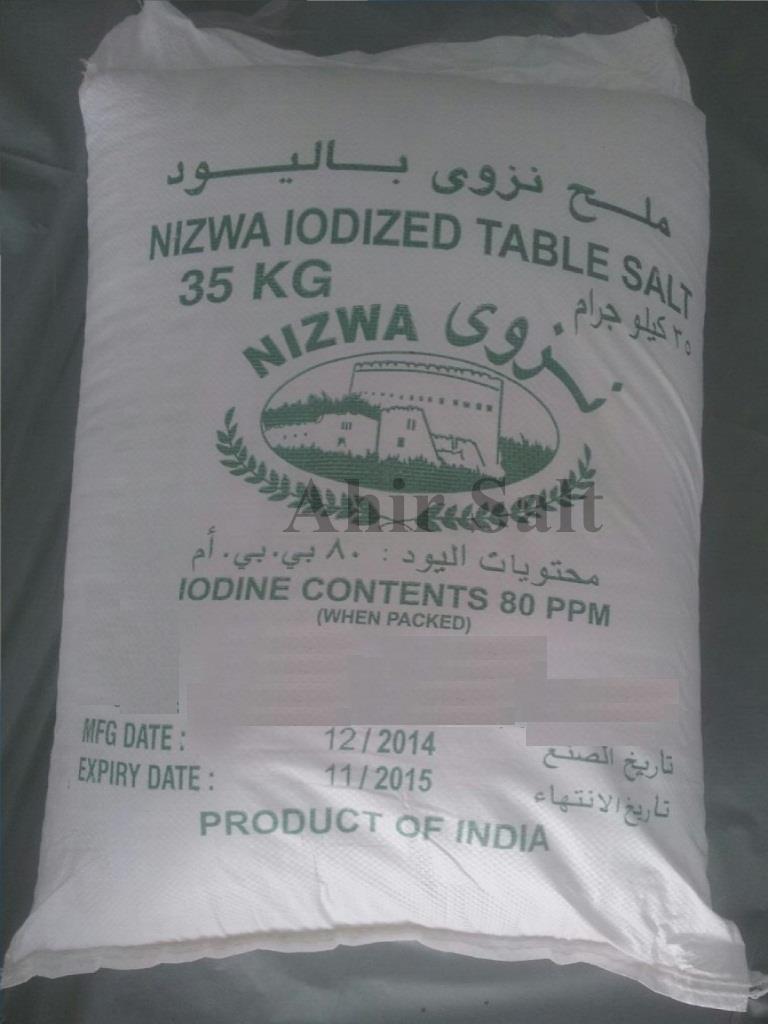 ملح نزوى باليود
NIZWA IODIZED TABLE SALT
35 KG
٣٥ كيلو جرام
NIZWA نزوى
Ahir Salt
محتويات اليود : ٨٠ بي.بي.أم
IODINE CONTENTS 80 PPM
(WHEN PACKED)
MFG DATE : 12/2014 تاريخ الصنع
EXPIRY DATE : 11/2015 تاريخ الانتهاء
PRODUCT OF INDIA